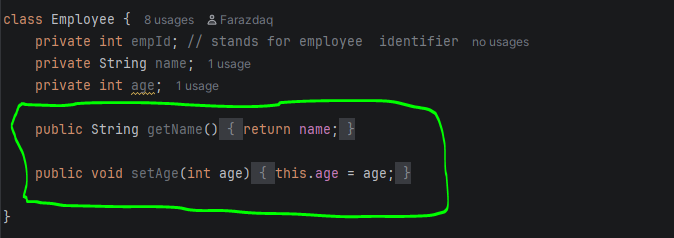 class Employee { 8 usages Farazdaq
private int empId; // stands for employee  identifier no usages
private String name; 1 usage
private int age; 1 usage
public String getName() { return name; }
public void setAge(int age) { this.age = age; }
}